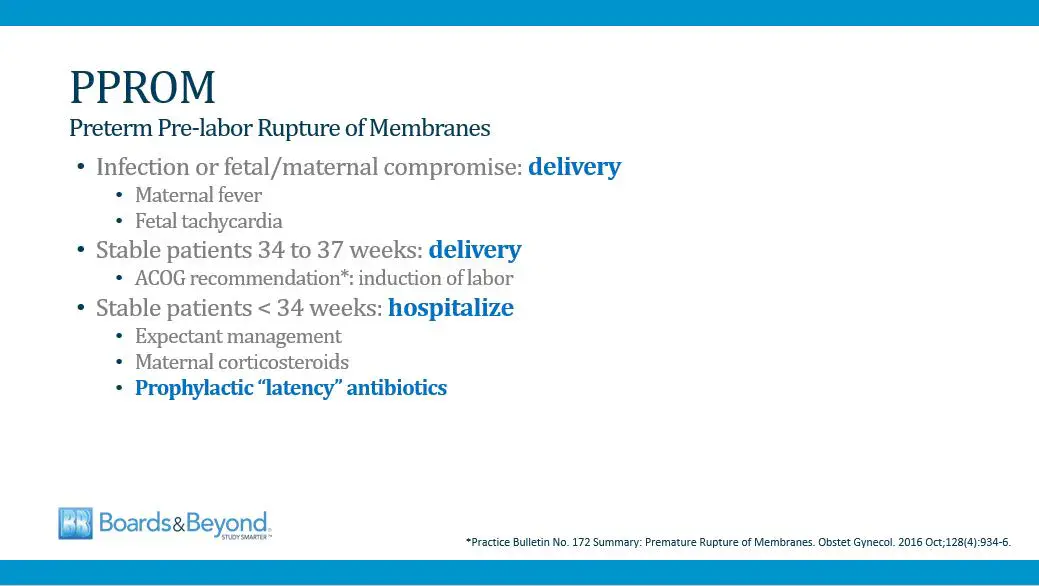 PPROM
Preterm Pre-labor Rupture of Membranes
• Infection or fetal/maternal compromise: delivery
• Maternal fever
• Fetal tachycardia
• Stable patients 34 to 37 weeks: delivery
• ACOG recommendation*: induction of labor
• Stable patients < 34 weeks: hospitalize
• Expectant management
• Maternal corticosteroids
• Prophylactic “latency” antibiotics
BB Boards&Beyond®
STUDY SMARTER™
*Practice Bulletin No. 172 Summary: Premature Rupture of Membranes. Obstet Gynecol. 2016 Oct;128(4):934-6.